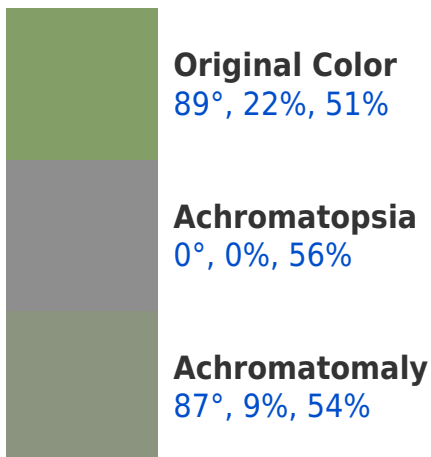 Original Color
89°, 22%, 51%
Achromatopsia
0°, 0%, 56%
Achromatomaly
87°, 9%, 54%